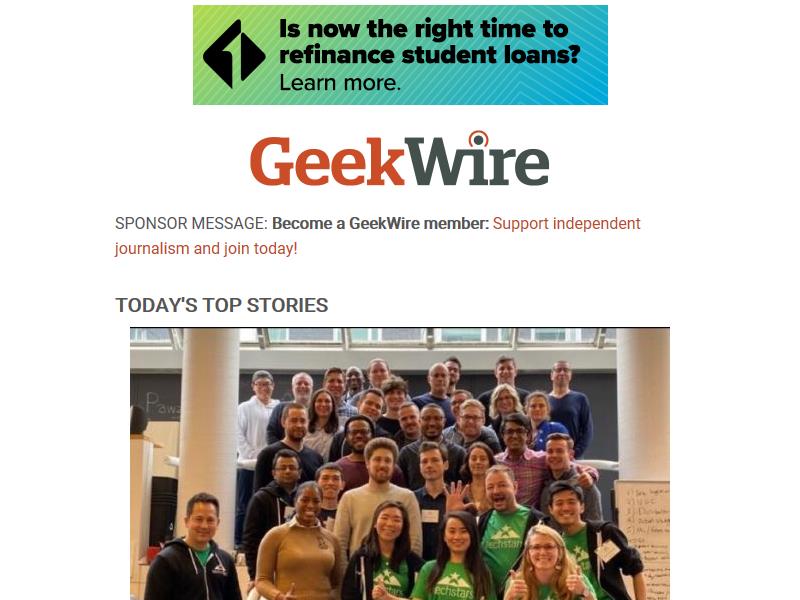 Is now the right time to
refinance student loans?
Learn more.
GeekWire
SPONSOR MESSAGE: Become a GeekWire member: Support independent
journalism and join today!
TODAY'S TOP STORIES
techstars
techstars